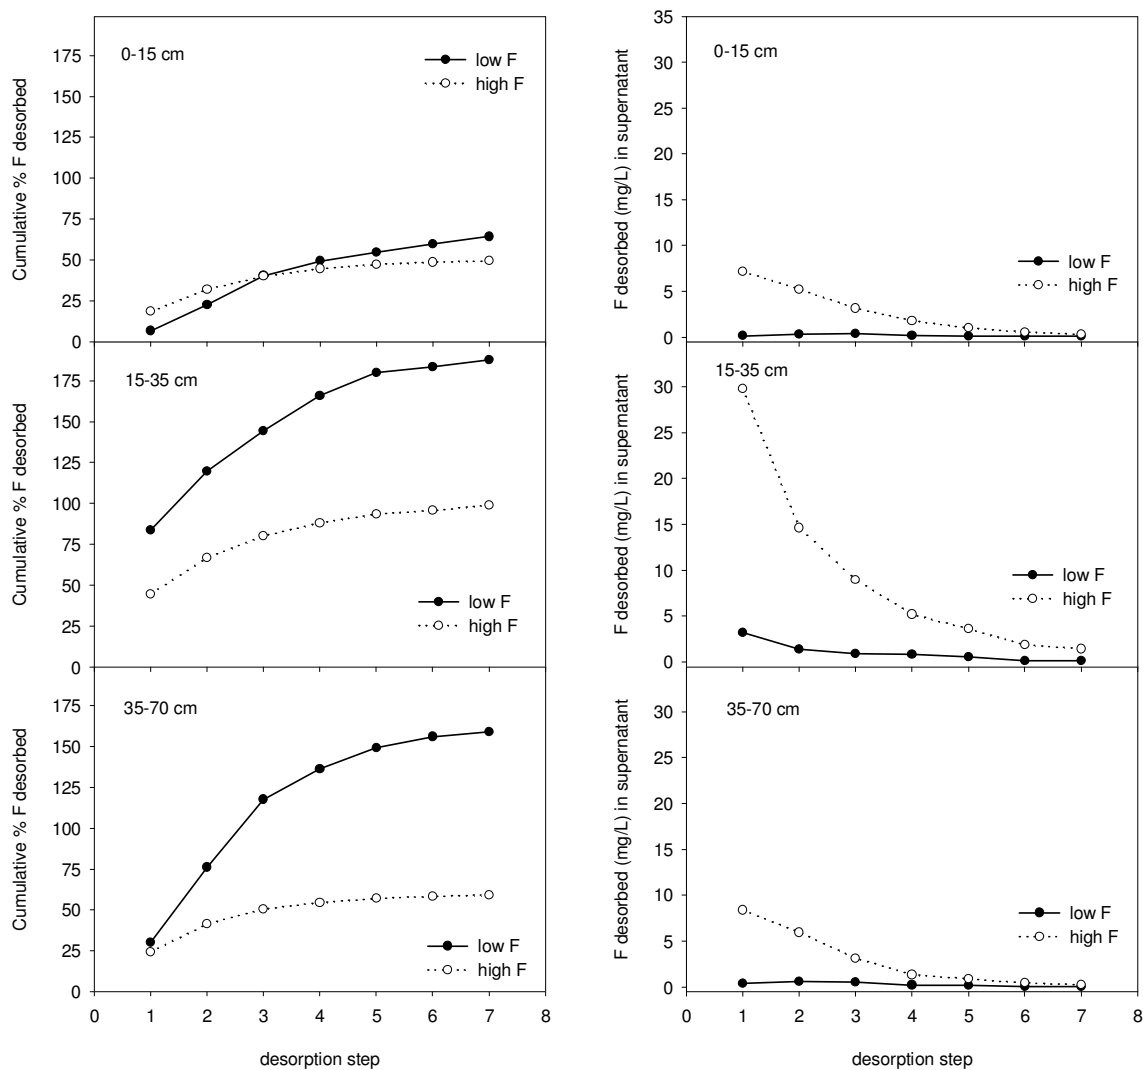 Cumulative % F desorbed
175
150
125
100
75
50
25
0
0-15 cm
low F
high F
Cumulative % F desorbed
175
150
125
100
75
50
25
0
15-35 cm
low F
high F
Cumulative % F desorbed
175
150
125
100
75
50
25
0
35-70 cm
low F
high F
0 1 2 3 4 5 6 7 8
desorption step
F desorbed (mg/L) in supernatant
35
30
25
20
15
10
5
0
0-15 cm
low F
high F
F desorbed (mg/L) in supernatant
30
25
20
15
10
5
0
15-35 cm
low F
high F
F desorbed (mg/L) in supernatant
30
25
20
15
10
5
0
35-70 cm
low F
high F
0 1 2 3 4 5 6 7 8
desorption step